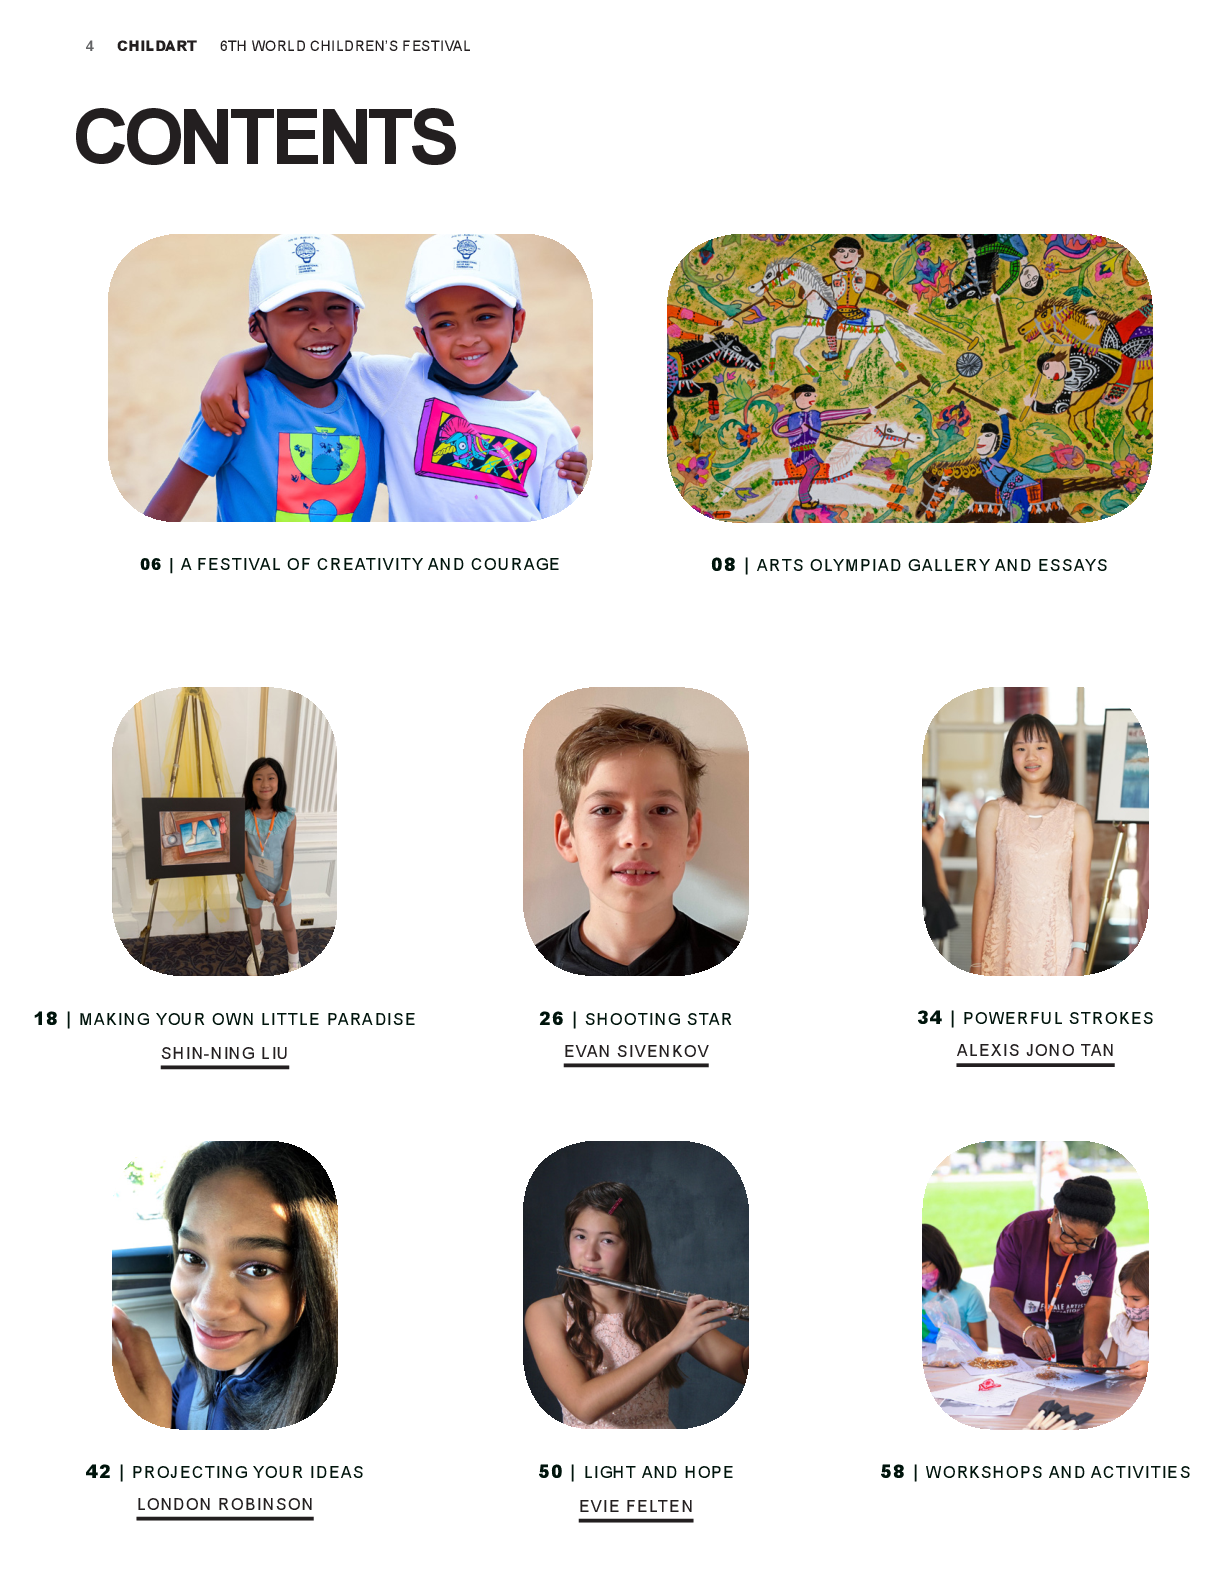 4 CHILDART 6TH WORLD CHILDREN'S FESTIVAL
CONTENTS
06 | A FESTIVAL OF CREATIVITY AND COURAGE
08 | ARTS OLYMPIAD GALLERY AND ESSAYS
18 | MAKING YOUR OWN LITTLE PARADISE
SHIN-NING LIU
26 | SHOOTING STAR
EVAN SIVENKOV
34 | POWERFUL STROKES
ALEXIS JONO TAN
42 | PROJECTING YOUR IDEAS
LONDON ROBINSON
50 | LIGHT AND HOPE
EVIE FELTEN
58 | WORKSHOPS AND ACTIVITIES